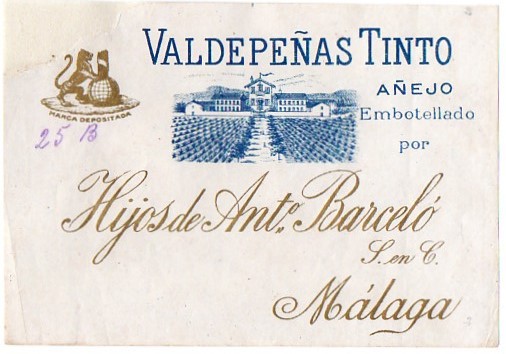 VALDEPEÑAS TINTO
MARCA DEPOSITADA
25 B
AÑEJO
Embotellado
por
Hijos de Antº. Barceló
S. en C.
Málaga